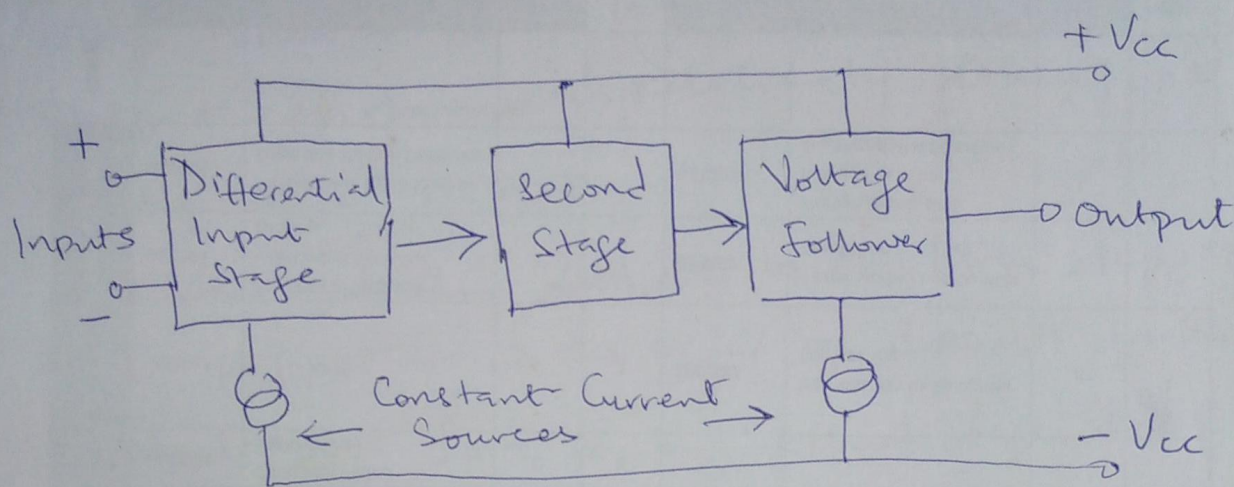 + Vcc
+
Inputs
-
Differential
Input
Stage
Second
Stage
Voltage
Follower
Output
Constant Current
Sources
- Vcc